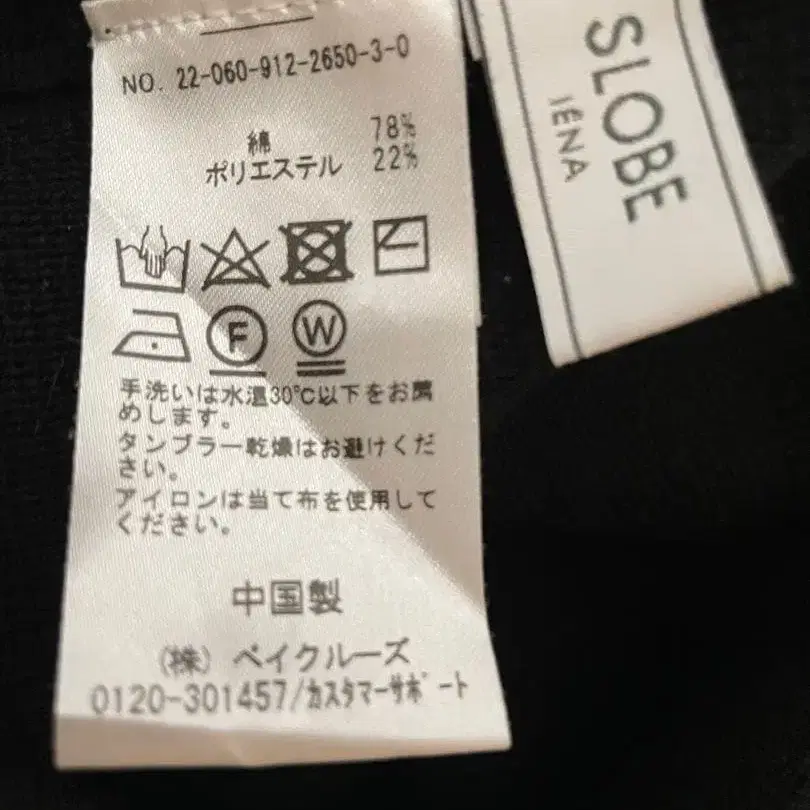 NO. 22-060-912-2650-3-0
綿 78%
ポリエステル 22%
F
W
手洗いは水温30℃以下をお薦
めします。
タンブラー乾燥はお避けくだ
さい。
アイロンは当て布を使用して
ください。
中国製
(株) ベイクルーズ
0120-301457/カスタマーサポート
SLOBE
IÉNA